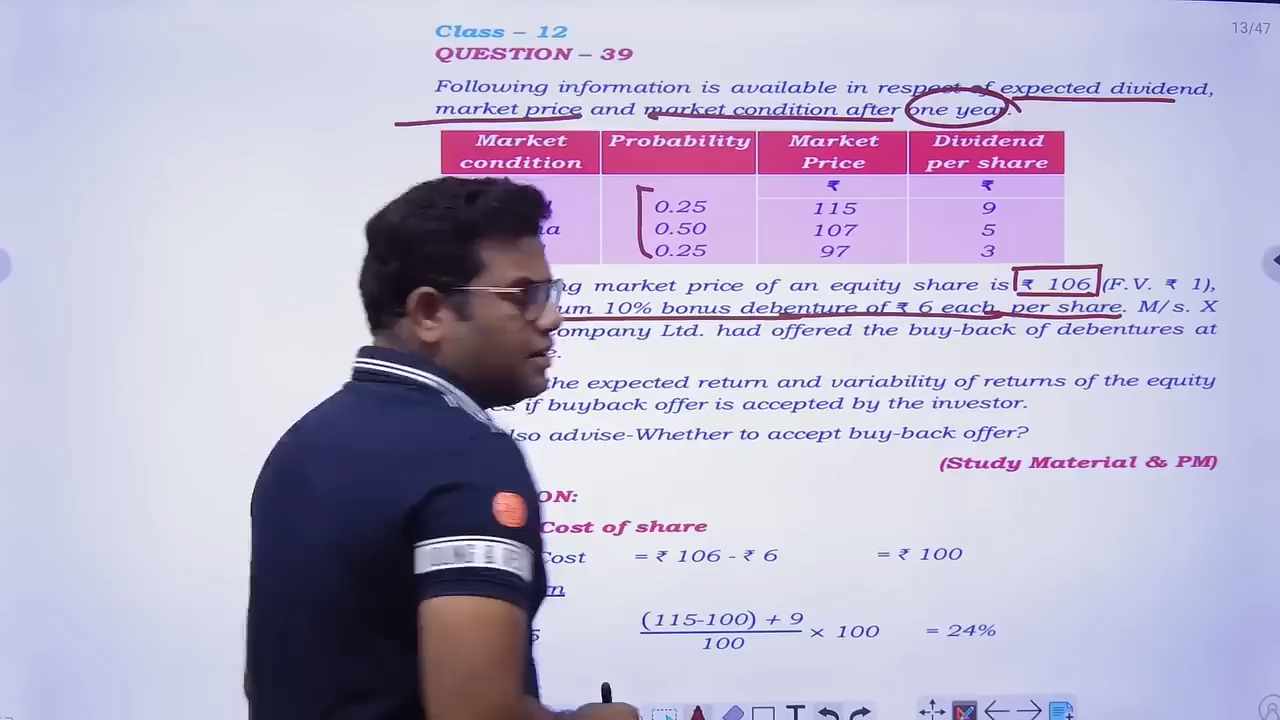 13/47
Class – 12
QUESTION – 39
Following information is available in respect of expected dividend,
market price and market condition after one year.
Market condition Probability Market Price Dividend per share
₹ ₹
0.25 115 9
0.50 107 5
0.25 97 3
market price of an equity share is ₹ 106 (F.V. ₹ 1),
10% bonus debenture of ₹ 6 each, per share. M/s. X
Ltd. had offered the buy-back of debentures at
the expected return and variability of returns of the equity
if buyback offer is accepted by the investor.
advise-Whether to accept buy-back offer?
(Study Material & PM)
Cost of share
Cost = ₹ 106 - ₹ 6 = ₹ 100
(115-100) + 9
× 100 = 24%
100
T